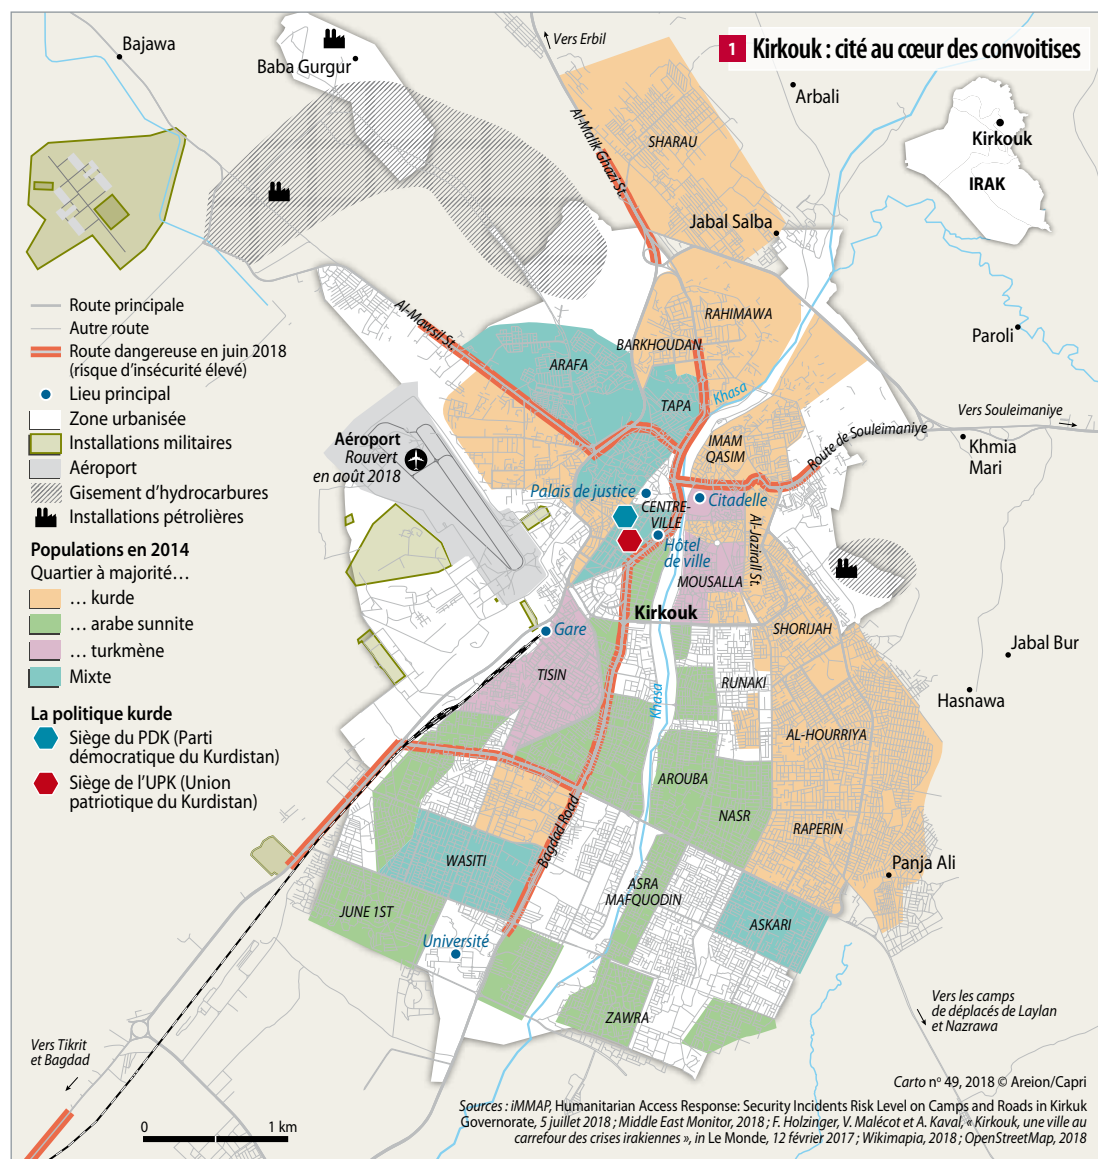 1 Kirkouk : cité au cœur des convoitises
Bajawa
Baba Gurgur
Vers Erbil
Arbali
Kirkouk
IRAK
SHARAU
Al-Malik Ghazi St.
Jabal Salba
Paroli
Al-Mawsil St.
RAHIMAWA
BARKHOUDAN
ARAFA
TAPA
Khasa
Vers Souleimaniye
Khmia
Mari
IMAM
QASIM
Route de Souleimaniye
Aéroport
Rouvert
en août 2018
Palais de justice
Citadelle
CENTRE-
VILLE
Hôtel
de ville
Al-Jazirall St.
MOUSALLA
Kirkouk
SHORIJAH
Gare
TISIN
Khasa
RUNAKI
Jabal Bur
Hasnawa
AL-HOURRIYA
AROUBA
NASR
RAPERIN
Bagdad Road
WASITI
Panja Ali
ASRA
MAFQUODIN
JUNE 1ST
ASKARI
Université
ZAWRA
Vers les camps
de déplacés de Laylan
et Nazrawa
Vers Tikrit
et Bagdad
Route principale
Autre route
Route dangereuse en juin 2018
(risque d'insécurité élevé)
Lieu principal
Zone urbanisée
Installations militaires
Aéroport
Gisement d'hydrocarbures
Installations pétrolières
Populations en 2014
Quartier à majorité…
… kurde
… arabe sunnite
… turkmène
Mixte
La politique kurde
Siège du PDK (Parti
démocratique du Kurdistan)
Siège de l'UPK (Union
patriotique du Kurdistan)
0 1 km
Carto nº 49, 2018 © Areion/Capri
Sources : iMMAP, Humanitarian Access Response: Security Incidents Risk Level on Camps and Roads in Kirkuk
Governorate, 5 juillet 2018 ; Middle East Monitor, 2018 ; F. Holzinger, V. Malécot et A. Kaval, « Kirkouk, une ville au
carrefour des crises irakiennes », in Le Monde, 12 février 2017 ; Wikimapia, 2018 ; OpenStreetMap, 2018